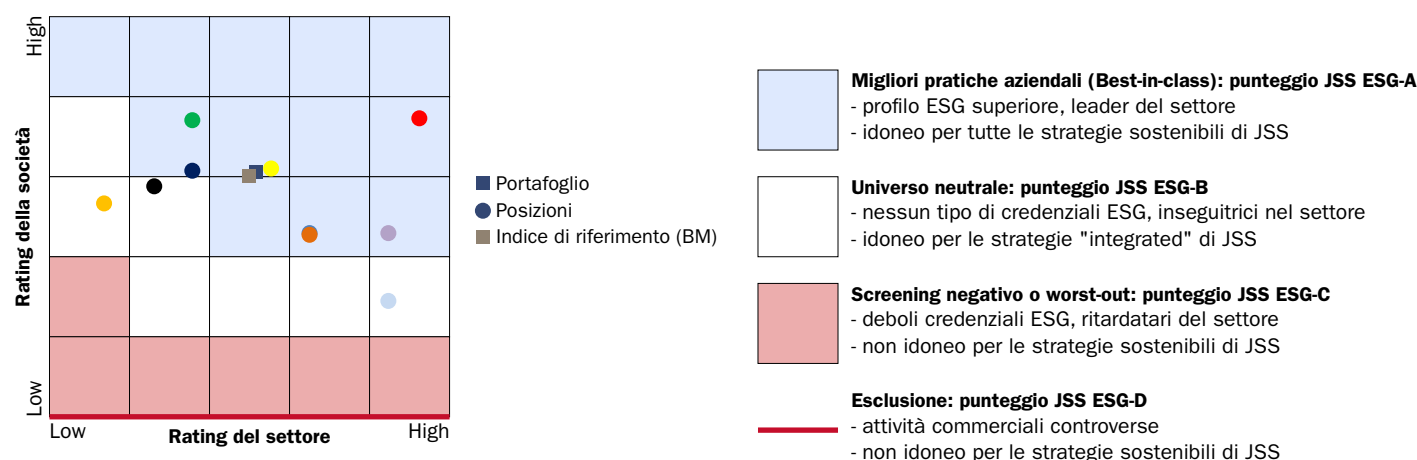 High
Rating della società
Low
Low
Rating del settore
High
Portafoglio
Posizioni
Indice di riferimento (BM)
Migliori pratiche aziendali (Best-in-class): punteggio JSS ESG-A
- profilo ESG superiore, leader del settore
- idoneo per tutte le strategie sostenibili di JSS
Universo neutrale: punteggio JSS ESG-B
- nessun tipo di credenziali ESG, inseguitrici nel settore
- idoneo per le strategie "integrated" di JSS
Screening negativo o worst-out: punteggio JSS ESG-C
- deboli credenziali ESG, ritardatari del settore
- non idoneo per le strategie sostenibili di JSS
Esclusione: punteggio JSS ESG-D
- attività commerciali controverse
- non idoneo per le strategie sostenibili di JSS